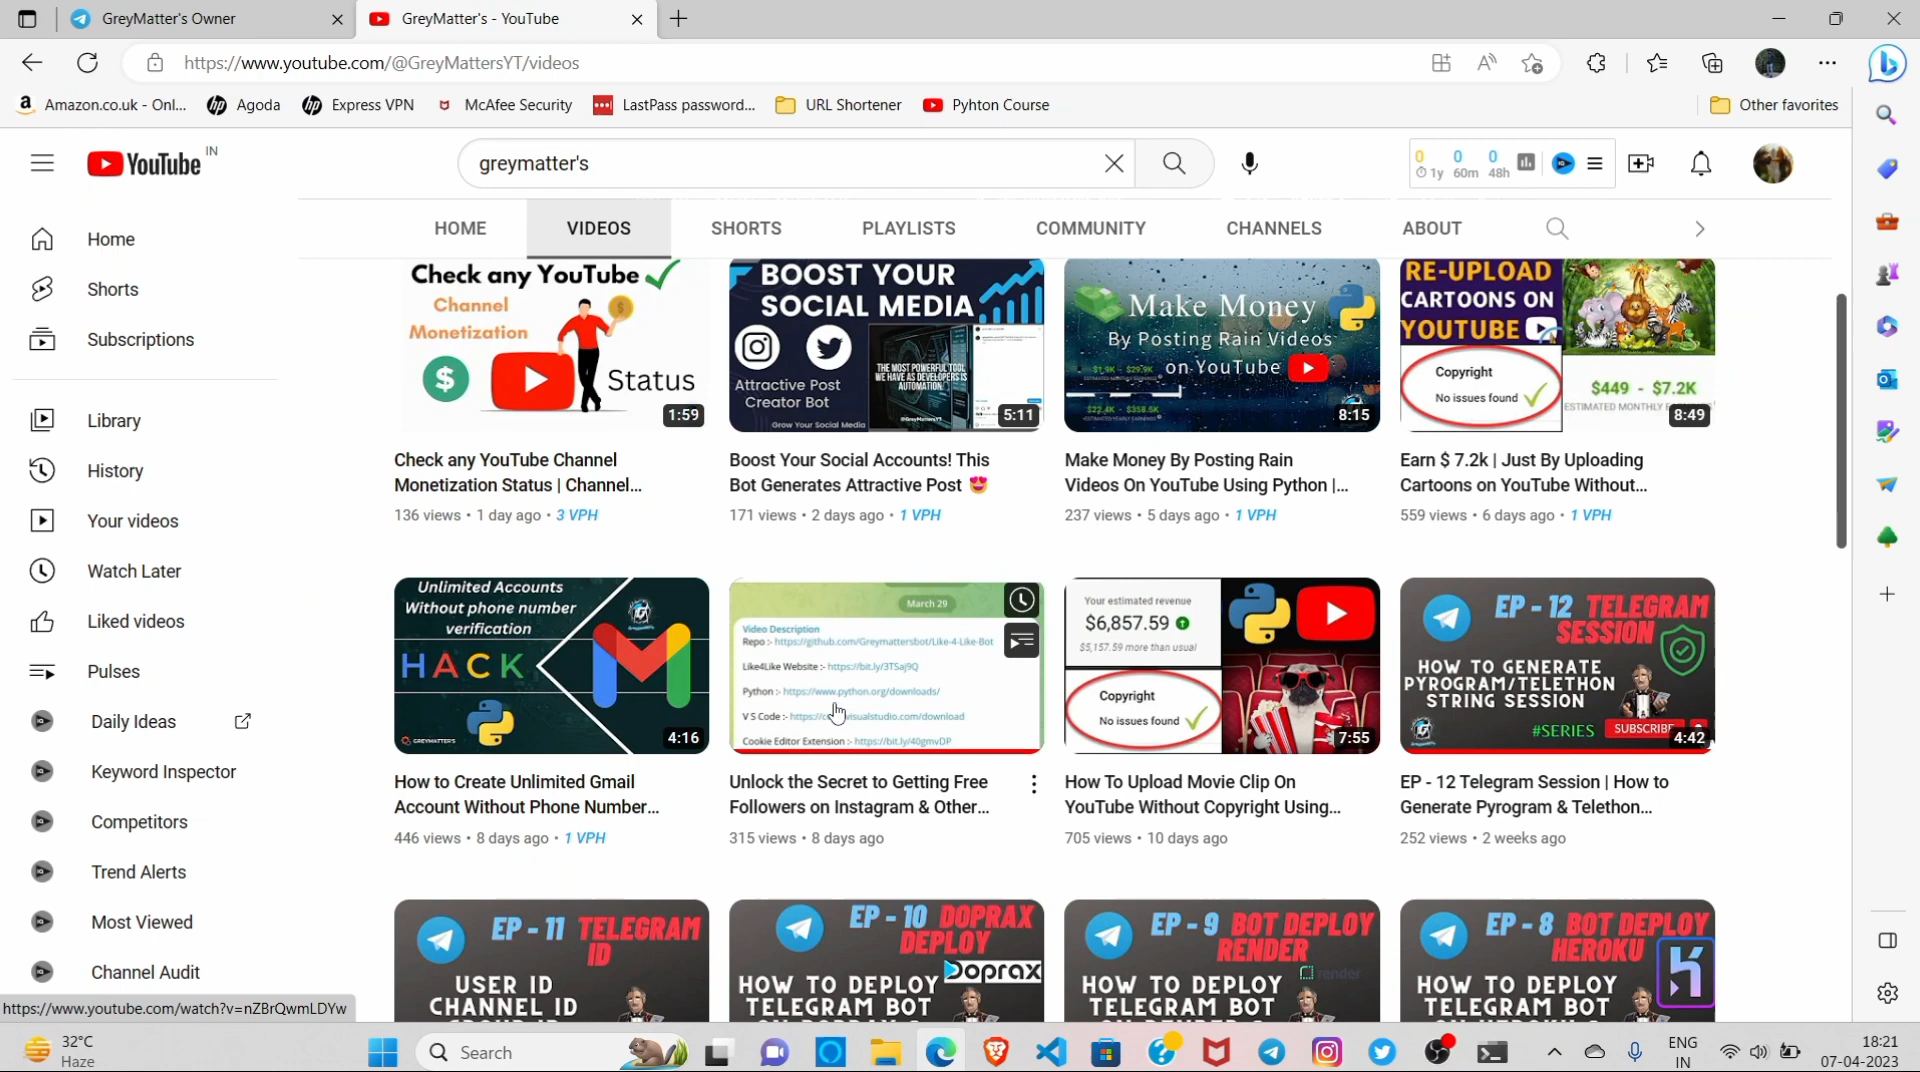 GreyMatter's Owner
GreyMatter's - YouTube
https://www.youtube.com/@GreyMattersYT/videos
Amazon.co.uk - Onl...
Agoda
Express VPN
McAfee Security
LastPass password...
URL Shortener
Pyhton Course
Other favorites
YouTube IN
greymatter's
0 0 0
1y 60m 48h
HOME VIDEOS SHORTS PLAYLISTS COMMUNITY CHANNELS ABOUT
Home
Shorts
Subscriptions
Library
History
Your videos
Watch Later
Liked videos
Pulses
Daily Ideas
Keyword Inspector
Competitors
Trend Alerts
Most Viewed
Channel Audit
Check any YouTube
Channel
Monetization
Status
1:59
Check any YouTube Channel
Monetization Status | Channel...
136 views • 1 day ago • 3 VPH
BOOST YOUR
SOCIAL MEDIA
THE MOST POWERFUL TOOL
WE HAVE AS DEVELOPERS IS
AUTOMATION
@GreyMattersYT
Attractive Post
Creator Bot
Grow Your Social Media
5:11
Boost Your Social Accounts! This
Bot Generates Attractive Post 😍
171 views • 2 days ago • 1 VPH
Make Money
By Posting Rain Videos
on YouTube
$1.9K - $29.9K
$22.4K - $358.5K
8:15
Make Money By Posting Rain
Videos On YouTube Using Python |...
237 views • 5 days ago • 1 VPH
RE-UPLOAD
CARTOONS ON
YOUTUBE
Copyright
No issues found
$449 - $7.2K
ESTIMATED MONTHLY
8:49
Earn $ 7.2k | Just By Uploading
Cartoons on YouTube Without...
559 views • 6 days ago • 1 VPH
Unlimited Accounts
Without phone number
verification
HACK
GREYMATTER'S
4:16
How to Create Unlimited Gmail
Account Without Phone Number...
446 views • 8 days ago • 1 VPH
March 29
Video Description
Repo :- https://github.com/Greymattersbot/Like-4-Like-Bot
Like4Like Website :- https://bit.ly/3TSaj9Q
Python :- https://www.python.org/downloads/
V S Code :- https://co visualstudio.com/download
Cookie Editor Extension :- https://bit.ly/40gmvDP
Unlock the Secret to Getting Free
Followers on Instagram & Other...
315 views • 8 days ago
Your estimated revenue
$6,857.59
$5,157.59 more than usual
Copyright
No issues found
7:55
How To Upload Movie Clip On
YouTube Without Copyright Using...
705 views • 10 days ago
EP - 12 TELEGRAM
SESSION
HOW TO GENERATE
PYROGRAM/TELETHON
STRING SESSION
#SERIES
SUBSCRIBE
4:42
EP - 12 Telegram Session | How to
Generate Pyrogram & Telethon...
252 views • 2 weeks ago
EP - 11 TELEGRAM
ID
USER ID
CHANNEL ID
EP - 10 DOPRAX
DEPLOY
Doprax
HOW TO DEPLOY
TELEGRAM BOT
EP - 9 BOT DEPLOY
RENDER
render
HOW TO DEPLOY
TELEGRAM BOT
EP - 8 BOT DEPLOY
HEROKU
HOW TO DEPLOY
TELEGRAM BOT
https://www.youtube.com/watch?v=nZBrQwmLDYw
32°C
Haze
Search
ENG
IN
18:21
07-04-2023